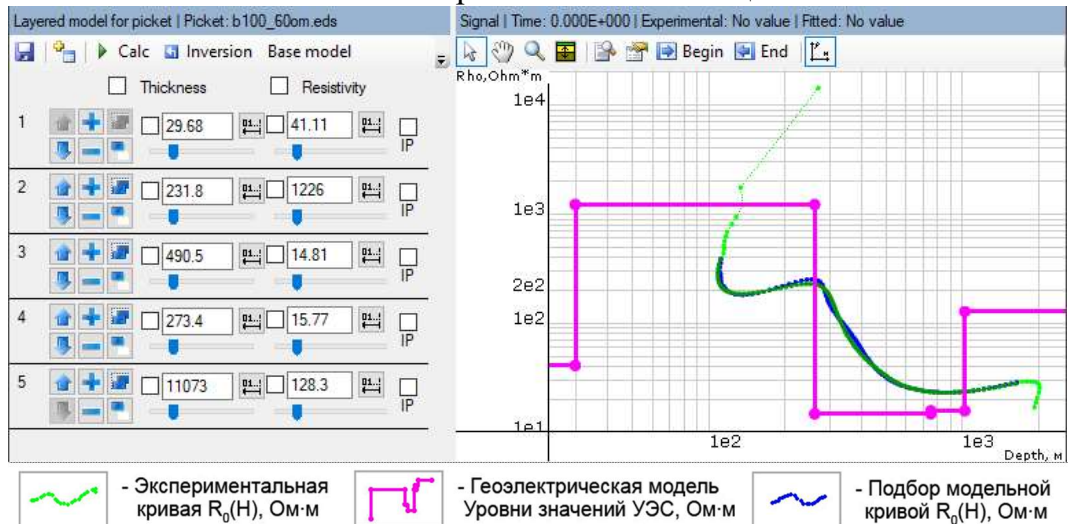 Layered model for picket | Picket: b100_60om.eds
Calc Inversion Base model
Thickness Resistivity
1 29.68 41.11 IP
2 231.8 1226 IP
3 490.5 14.81 IP
4 273.4 15.77 IP
5 11073 128.3 IP
Signal | Time: 0.000E+000 | Experimental: No value | Fitted: No value
Begin End
Rho,Ohm*m
1e4
1e3
2e2
1e2
1e1
1e2 1e3
Depth, м
- Экспериментальная
кривая R₀(H), Ом·м
- Геоэлектрическая модель
Уровни значений УЭС, Ом·м
- Подбор модельной
кривой R₀(H), Ом·м